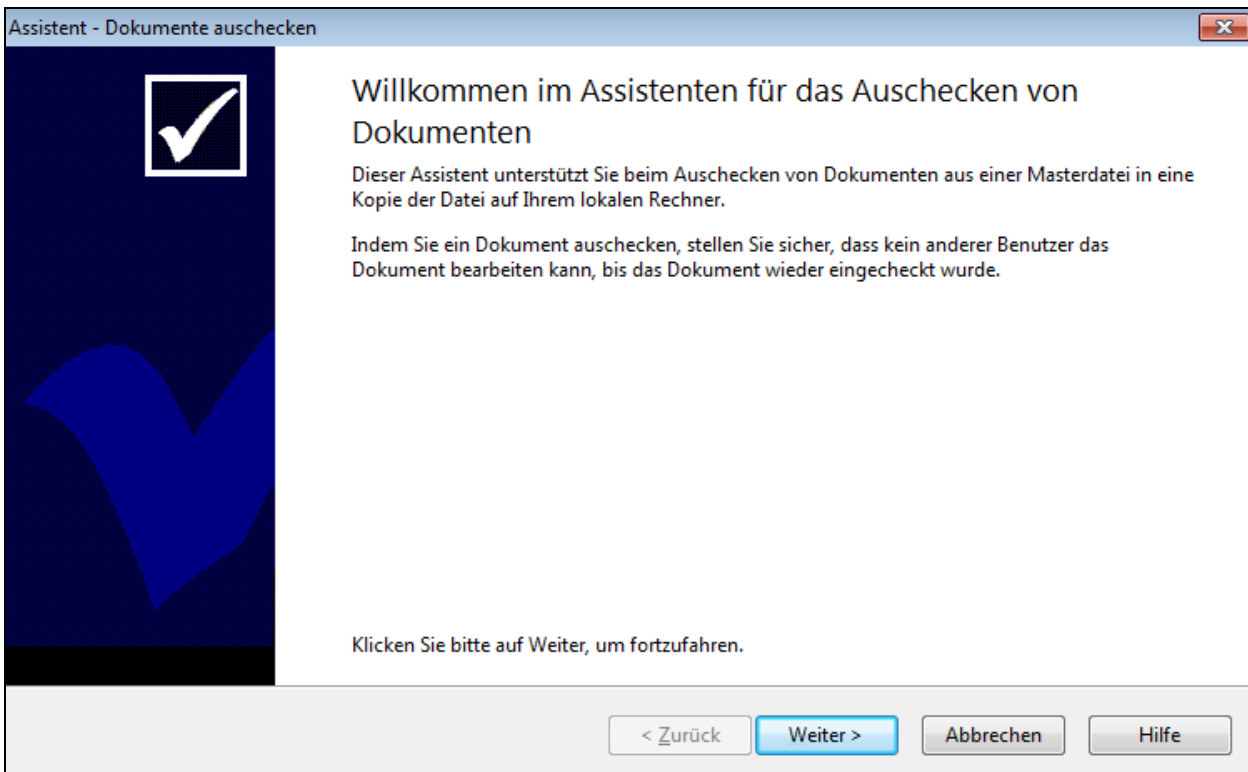 Assistent - Dokumente auschecken
Willkommen im Assistenten für das Auschecken von
Dokumenten
Dieser Assistent unterstützt Sie beim Auschecken von Dokumenten aus einer Masterdatei in eine
Kopie der Datei auf Ihrem lokalen Rechner.
Indem Sie ein Dokument auschecken, stellen Sie sicher, dass kein anderer Benutzer das
Dokument bearbeiten kann, bis das Dokument wieder eingecheckt wurde.
Klicken Sie bitte auf Weiter, um fortzufahren.
< Zurück Weiter > Abbrechen Hilfe